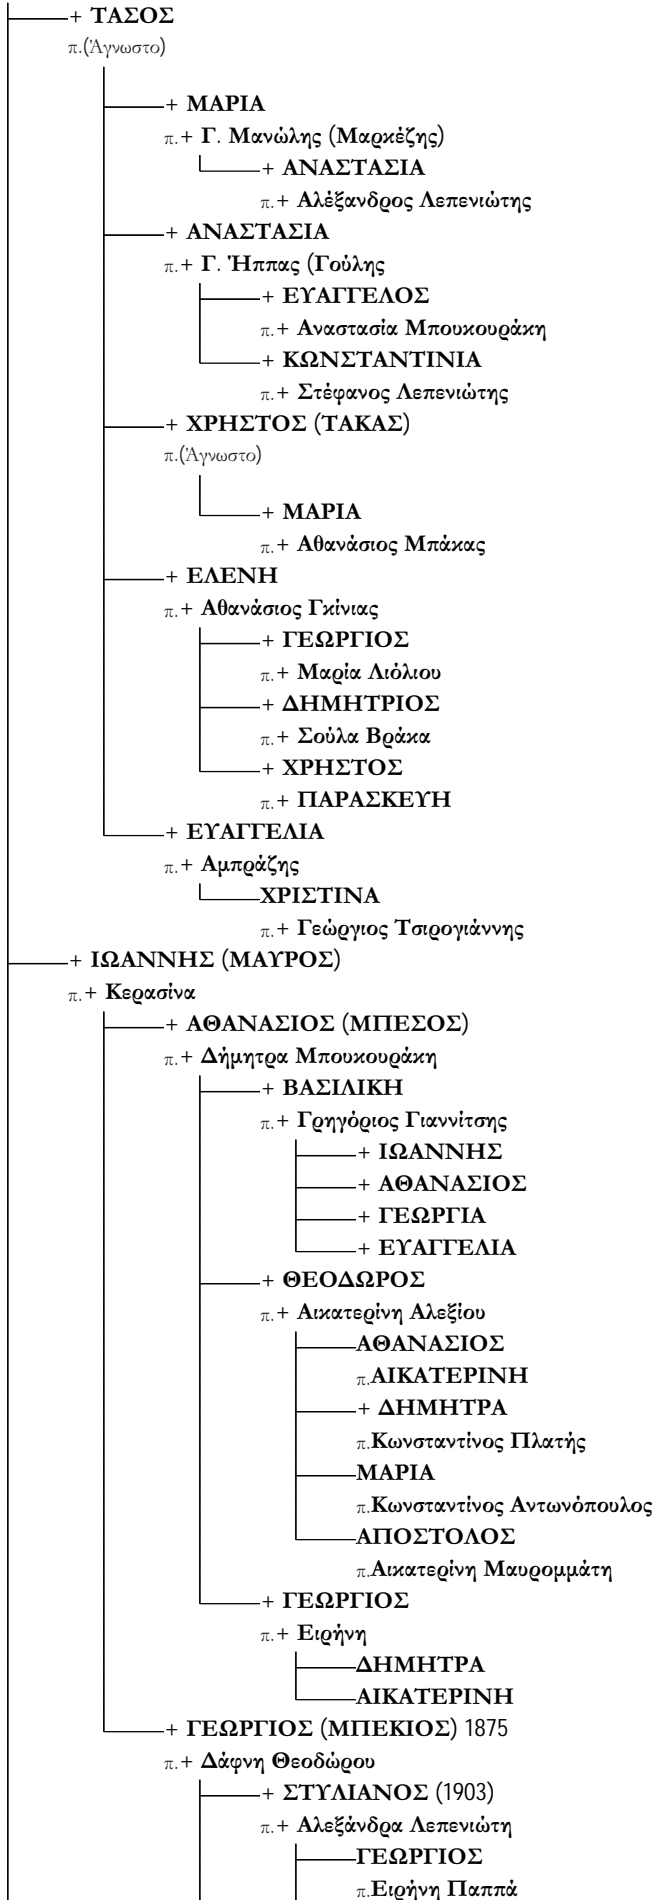 + ΤΑΣΟΣ
π.(Άγνωστο)
+ ΜΑΡΙΑ
π.+ Γ. Μανώλης (Μαρκέζης)
+ ΑΝΑΣΤΑΣΙΑ
π.+ Αλέξανδρος Λεπενιώτης
+ ΑΝΑΣΤΑΣΙΑ
π.+ Γ. Ήππας (Γούλης
+ ΕΥΑΓΓΕΛΟΣ
π.+ Αναστασία Μπουκουράκη
+ ΚΩΝΣΤΑΝΤΙΝΙΑ
π.+ Στέφανος Λεπενιώτης
+ ΧΡΗΣΤΟΣ (ΤΑΚΑΣ)
π.(Άγνωστο)
+ ΜΑΡΙΑ
π.+ Αθανάσιος Μπάκας
+ ΕΛΕΝΗ
π.+ Αθανάσιος Γκίνιας
+ ΓΕΩΡΓΙΟΣ
π.+ Μαρία Λιόλιου
+ ΔΗΜΗΤΡΙΟΣ
π.+ Σούλα Βράκα
+ ΧΡΗΣΤΟΣ
π.+ ΠΑΡΑΣΚΕΥΗ
+ ΕΥΑΓΓΕΛΙΑ
π.+ Αμπράζης
ΧΡΙΣΤΙΝΑ
π.+ Γεώργιος Τσιρογιάννης
+ ΙΩΑΝΝΗΣ (ΜΑΥΡΟΣ)
π.+ Κερασίνα
+ ΑΘΑΝΑΣΙΟΣ (ΜΠΕΣΟΣ)
π.+ Δήμητρα Μπουκουράκη
+ ΒΑΣΙΛΙΚΗ
π.+ Γρηγόριος Γιαννίτσης
+ ΙΩΑΝΝΗΣ
+ ΑΘΑΝΑΣΙΟΣ
+ ΓΕΩΡΓΙΑ
+ ΕΥΑΓΓΕΛΙΑ
+ ΘΕΟΔΩΡΟΣ
π.+ Αικατερίνη Αλεξίου
ΑΘΑΝΑΣΙΟΣ
π.ΑΙΚΑΤΕΡΙΝΗ
+ ΔΗΜΗΤΡΑ
π.Κωνσταντίνος Πλατής
ΜΑΡΙΑ
π.Κωνσταντίνος Αντωνόπουλος
ΑΠΟΣΤΟΛΟΣ
π.Αικατερίνη Μαυρομμάτη
+ ΓΕΩΡΓΙΟΣ
π.+ Ειρήνη
ΔΗΜΗΤΡΑ
ΑΙΚΑΤΕΡΙΝΗ
+ ΓΕΩΡΓΙΟΣ (ΜΠΕΚΙΟΣ) 1875
π.+ Δάφνη Θεοδώρου
+ ΣΤΥΛΙΑΝΟΣ (1903)
π.+ Αλεξάνδρα Λεπενιώτη
ΓΕΩΡΓΙΟΣ
π.Ειρήνη Παππά